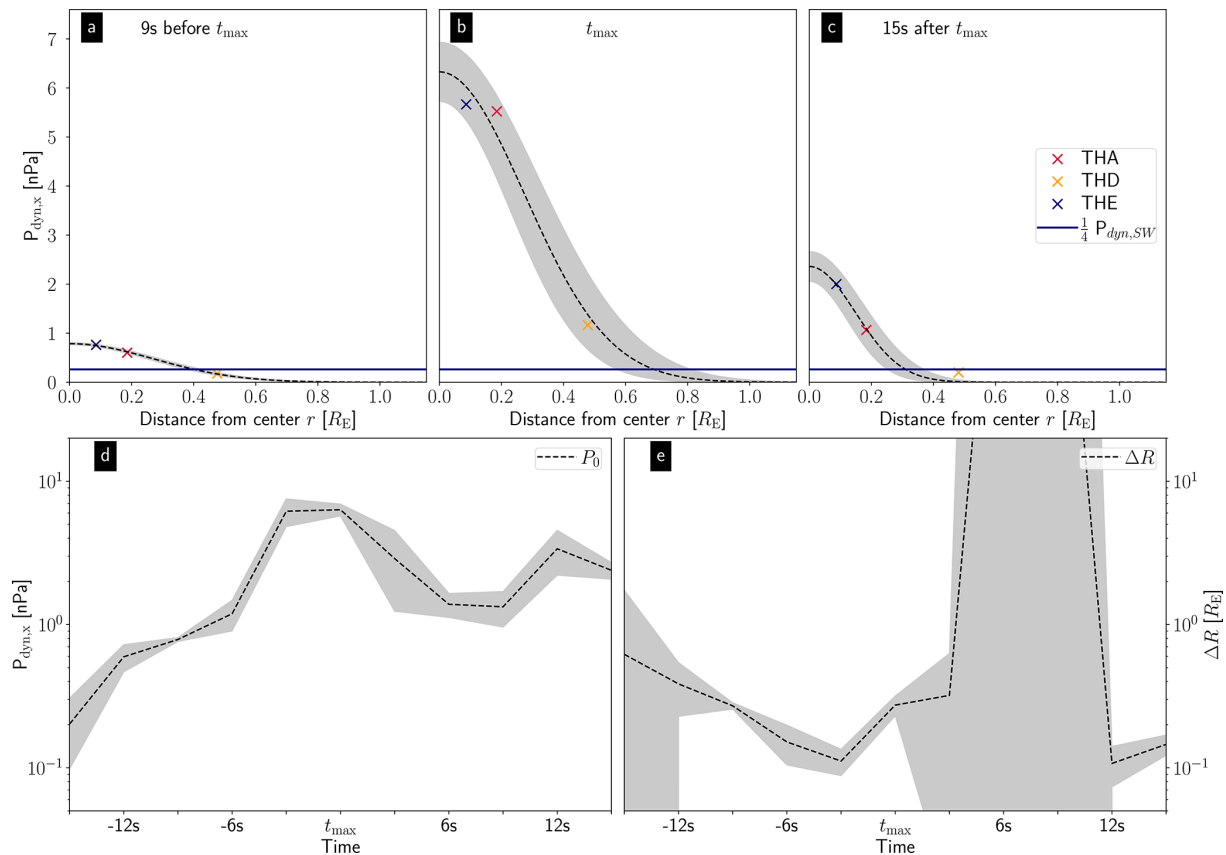 a 9s before tmax
b tmax
c 15s after tmax
7
6
5
4
3
2
1
0
Pdyn,x [nPa]
THA
THD
THE
1/4 Pdyn,SW
0.0 0.2 0.4 0.6 0.8 1.0
0.0 0.2 0.4 0.6 0.8 1.0
0.0 0.2 0.4 0.6 0.8 1.0
Distance from center r [RE]
Distance from center r [RE]
Distance from center r [RE]
d
P0
10^1
10^0
10^−1
Pdyn,x [nPa]
-12s -6s tmax 6s 12s
Time
e
ΔR
10^1
10^0
10^−1
ΔR [RE]
-12s -6s tmax 6s 12s
Time